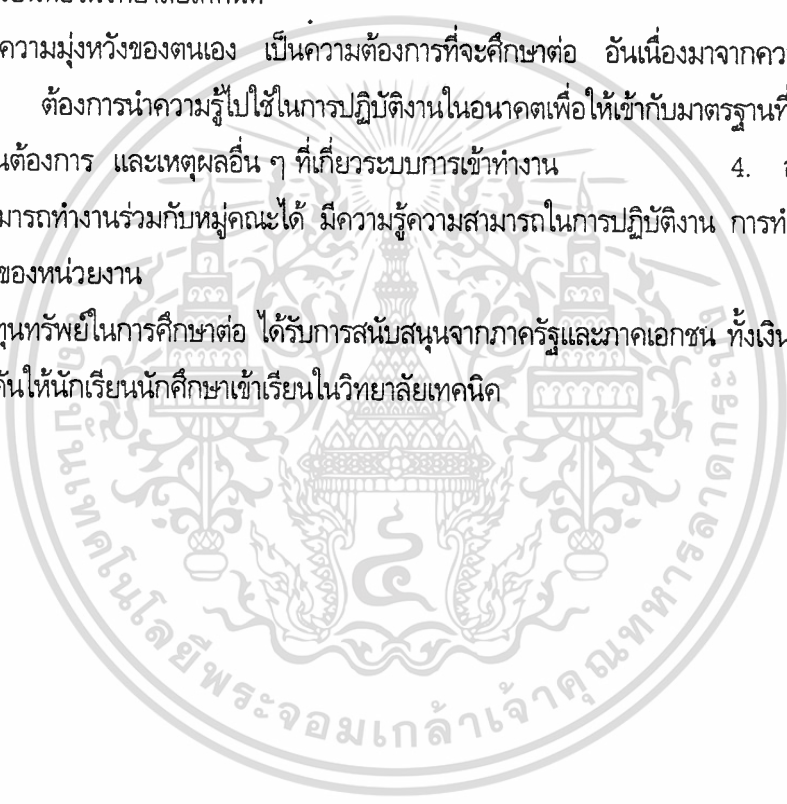 ความมุ่งหวังของตนเอง เป็นความต้องการที่จะศึกษาต่อ อันเนื่องมาจากคว
ต้องการนำความรู้ไปใช้ในการปฏิบัติงานในอนาคตเพื่อให้เข้ากับมาตรฐานที่
นต้องการ และเหตุผลอื่น ๆ ที่เกี่ยวระบบการเข้าทำงาน 4.
มารถทำงานร่วมกับหมู่คณะได้ มีความรู้ความสามารถในการปฏิบัติงาน การทำ
ของหน่วยงาน
ทุนทรัพย์ในการศึกษาต่อ ได้รับการสนับสนุนจากภาครัฐและภาคเอกชน ทั้งเงิน
ันให้นักเรียนนักศึกษาเข้าเรียนในวิทยาลัยเทคนิค
บันเทคโนโลยีพระจอมเกล้าเจ้าคุณทหารลาดกระบัง